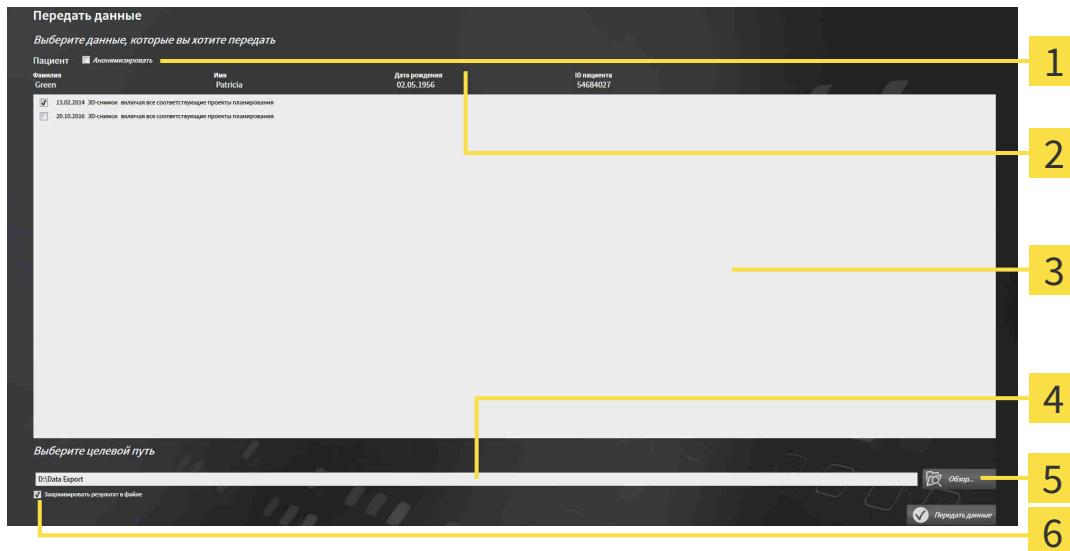 Передать данные
Выберите данные, которые вы хотите передать
1
Пациент Анонимизировать
Фамилия Имя Дата рождения ID пациента
Green Patricia 02.05.1956 54684027
13.02.2014 3D-снимок включая все соответствующие проекты планирования
20.10.2016 3D-снимок включая все соответствующие проекты планирования
2
3
4
Выберите целевой путь
D:\Data Export
Обзор...
5
Заархивировать результат в файле
Передать данные
6